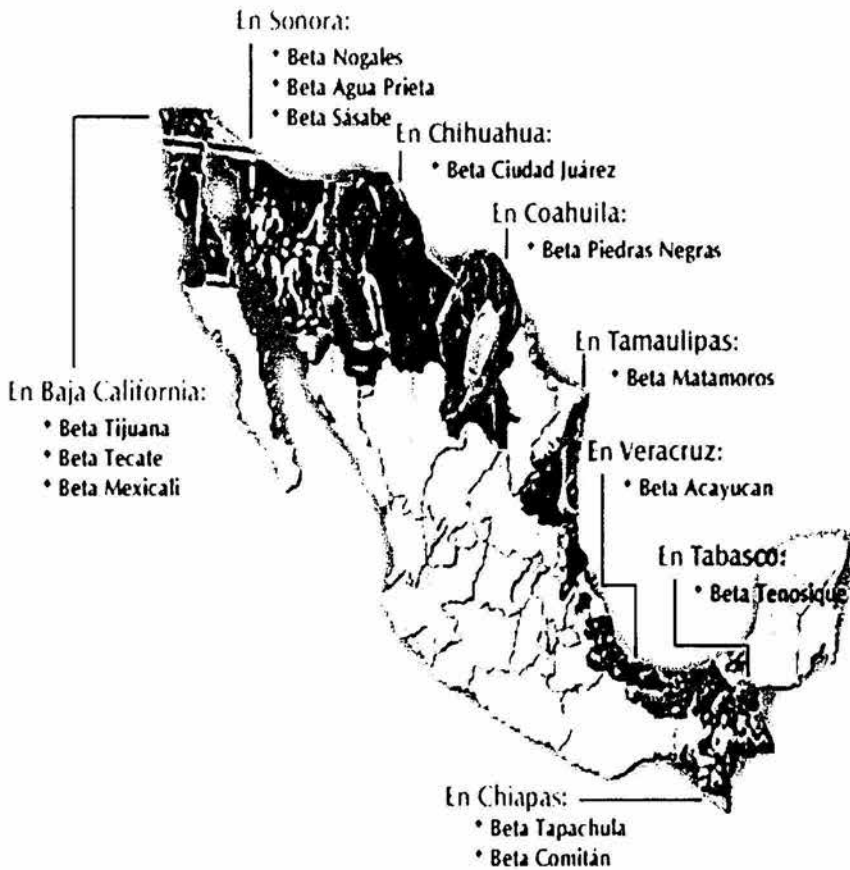 En Sonora:
* Beta Nogales
* Beta Agua Prieta
* Beta Sásabe
En Chihuahua:
* Beta Ciudad Juárez
En Coahuila:
* Beta Piedras Negras
En Tamaulipas:
* Beta Matamoros
En Baja California:
* Beta Tijuana
* Beta Tecate
* Beta Mexicali
En Veracruz:
* Beta Acayucan
En Tabasco:
* Beta Tenosique
En Chiapas:
* Beta Tapachula
* Beta Comitán